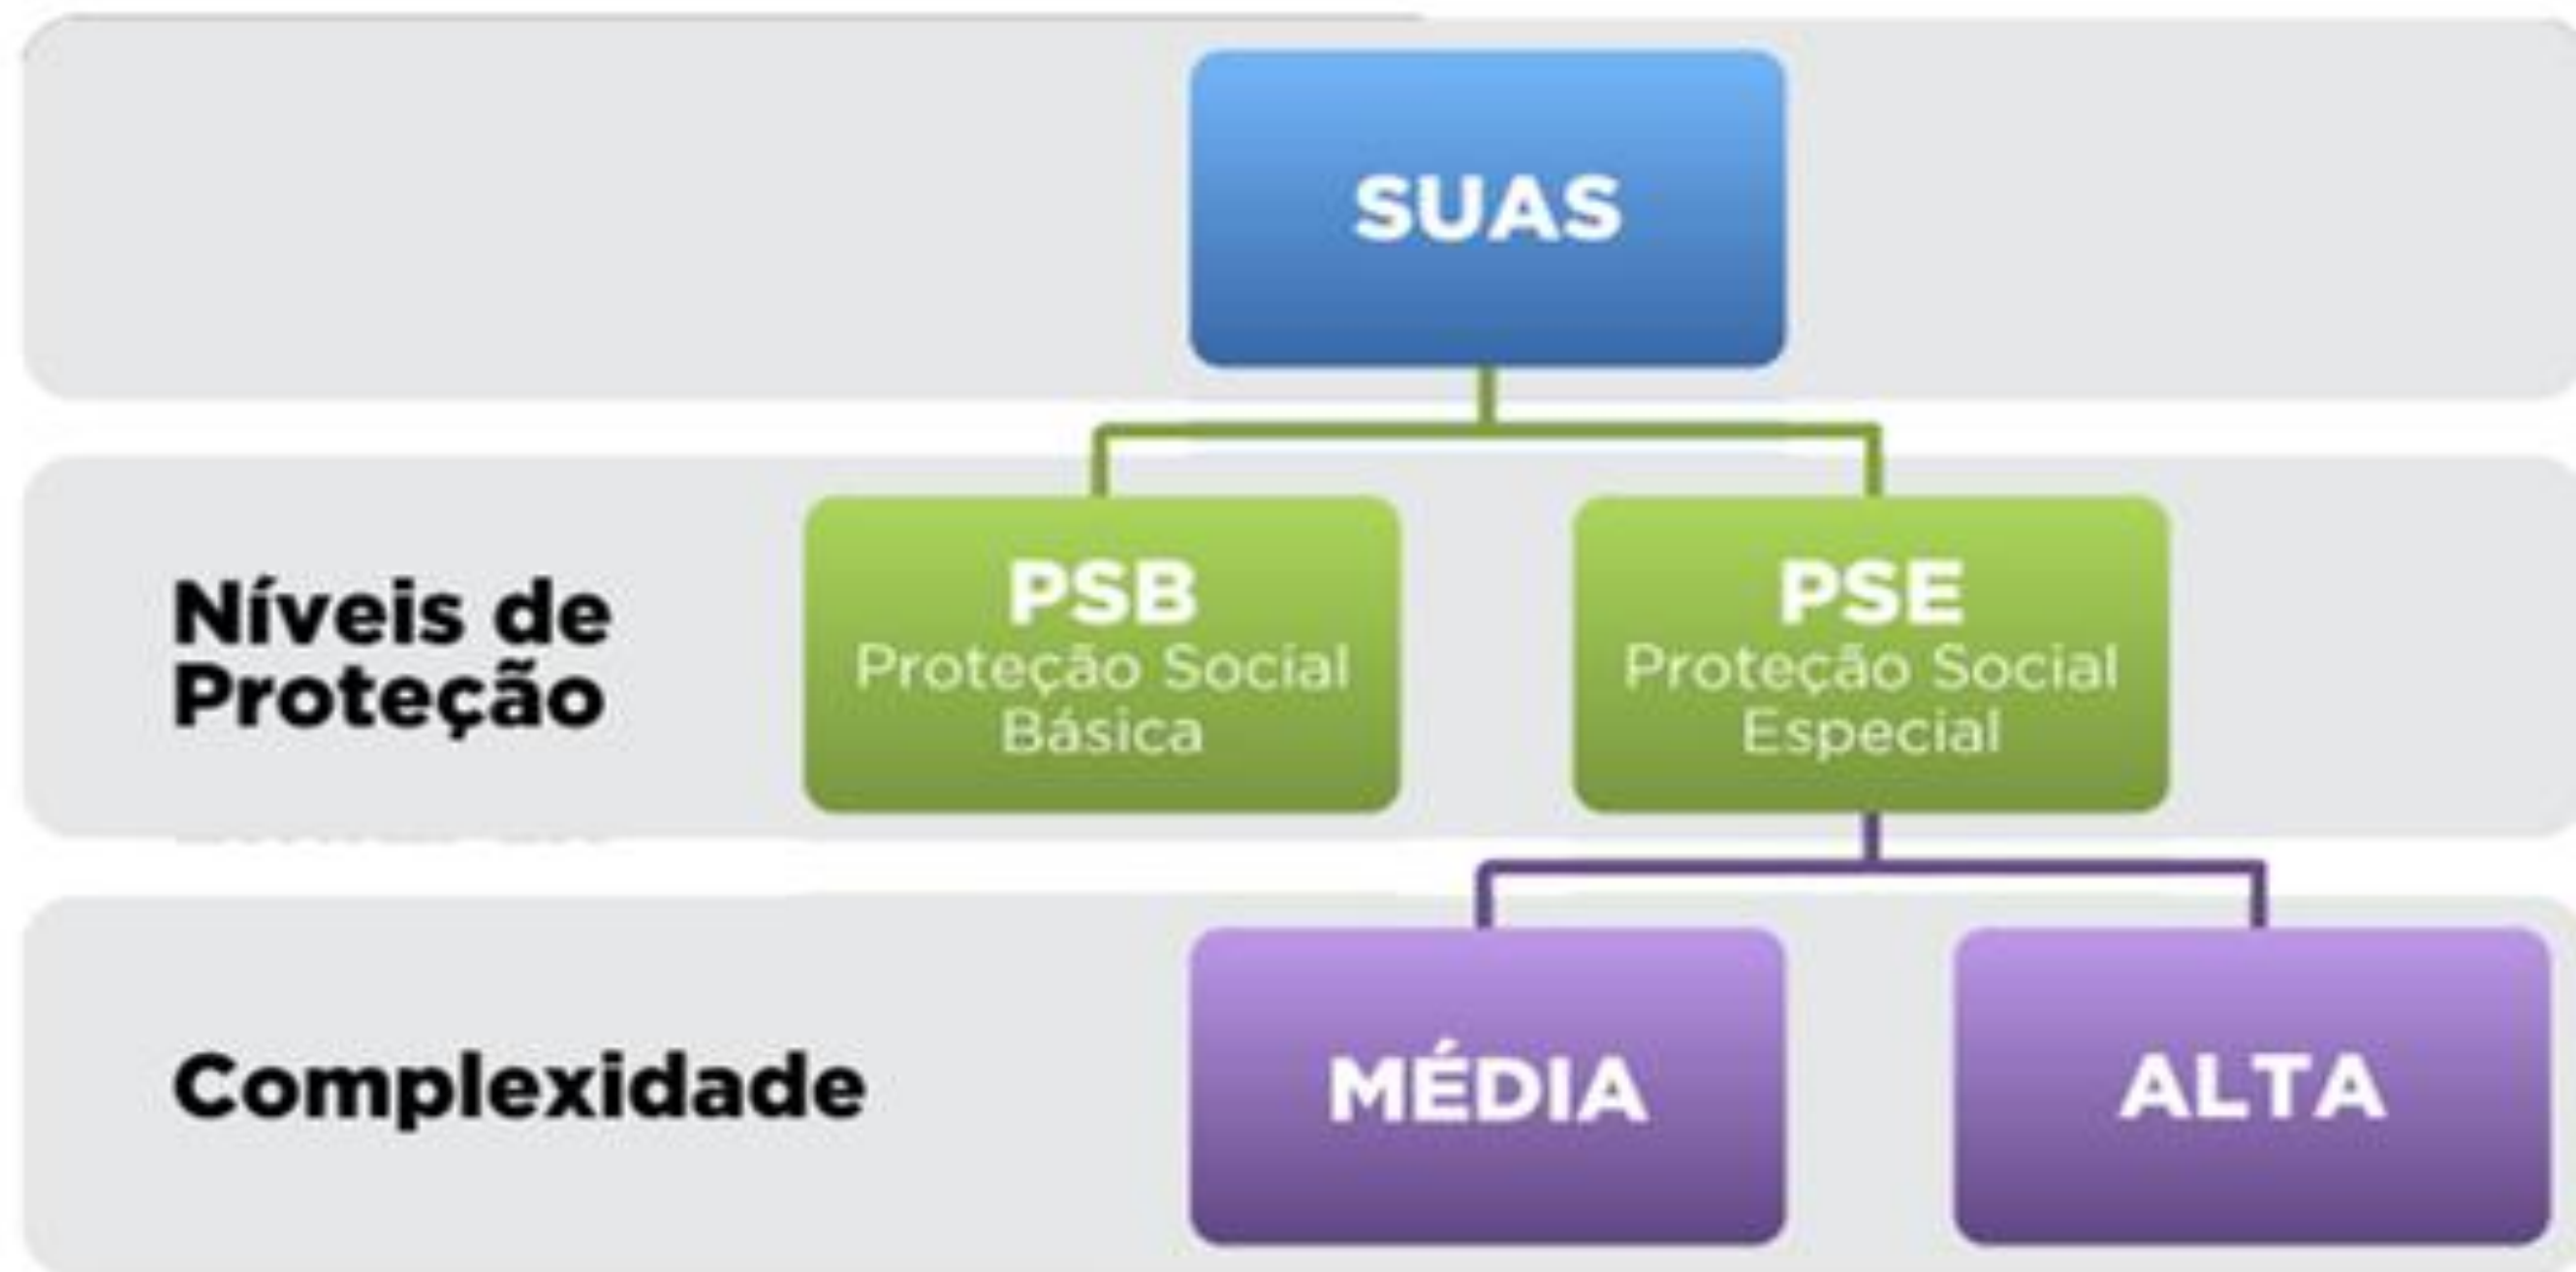 SUAS
Níveis de
Proteção
PSB
Proteção Social
Básica
PSE
Proteção Social
Especial
Complexidade
MÉDIA
ALTA